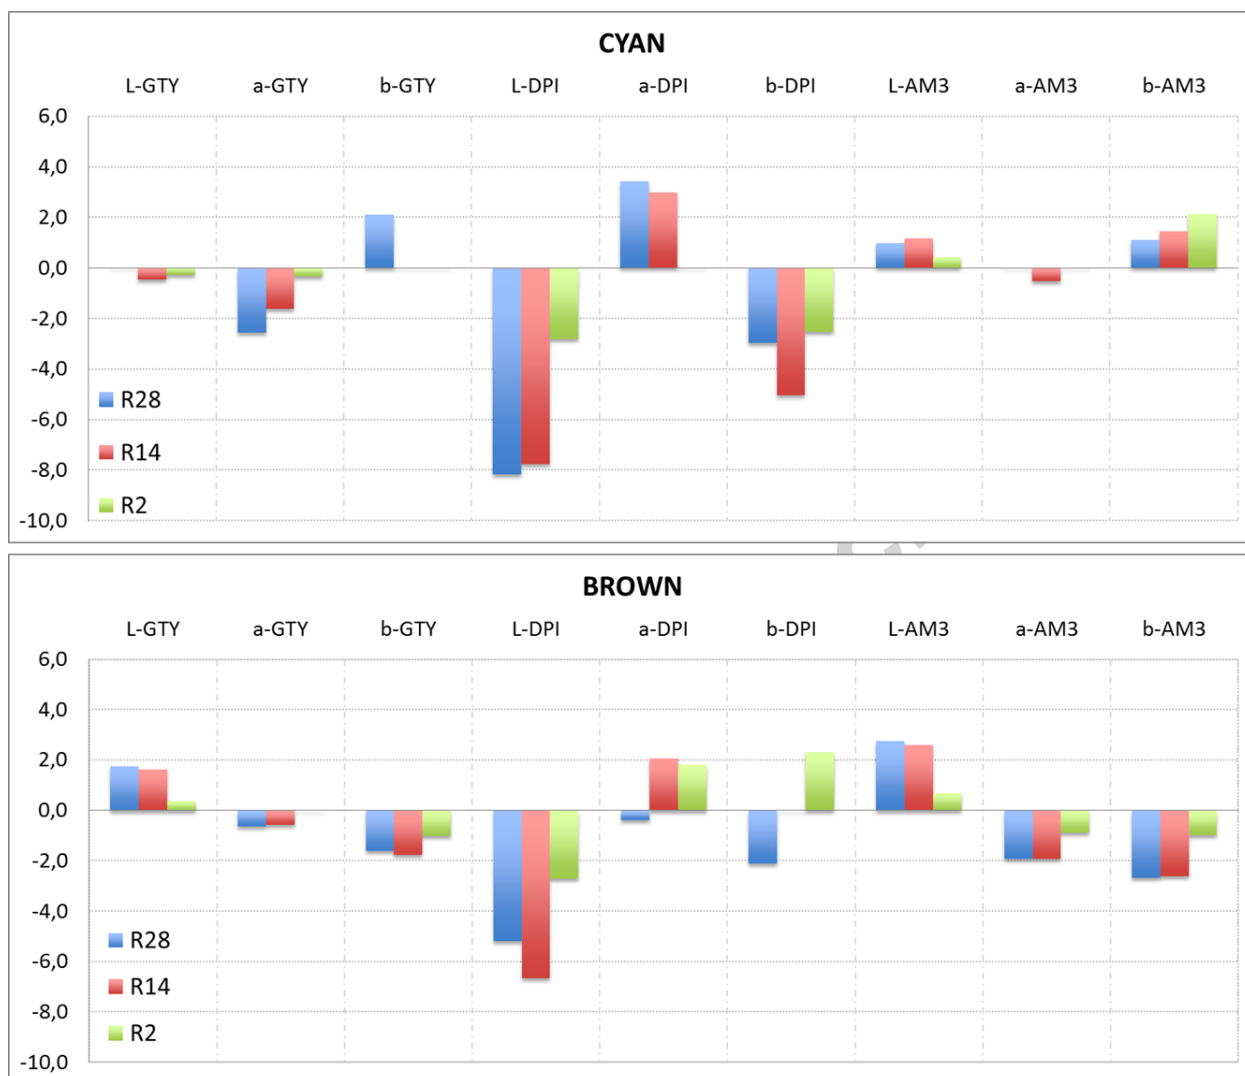 CYAN
L-GTY a-GTY b-GTY L-DPI a-DPI b-DPI L-AM3 a-AM3 b-AM3
6,0
4,0
2,0
0,0
-2,0
-4,0
R28
-6,0
R14
-8,0
R2
-10,0
BROWN
L-GTY a-GTY b-GTY L-DPI a-DPI b-DPI L-AM3 a-AM3 b-AM3
6,0
4,0
2,0
0,0
-2,0
-4,0
R28
-6,0
R14
-8,0
R2
-10,0